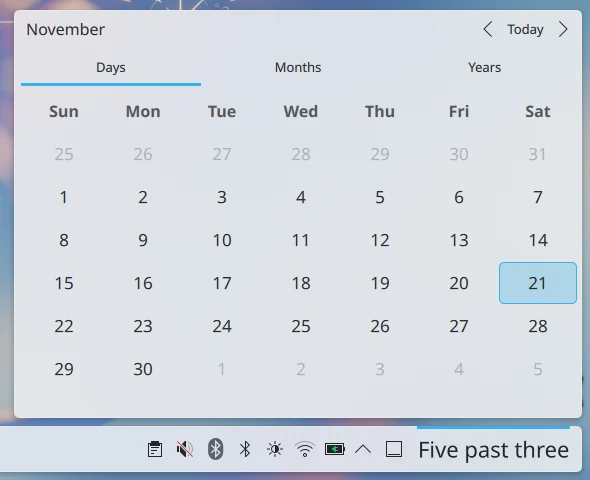 November Today
Days Months Years
Sun Mon Tue Wed Thu Fri Sat
25 26 27 28 29 30 31
1 2 3 4 5 6 7
8 9 10 11 12 13 14
15 16 17 18 19 20 21
22 23 24 25 26 27 28
29 30 1 2 3 4 5
Five past three